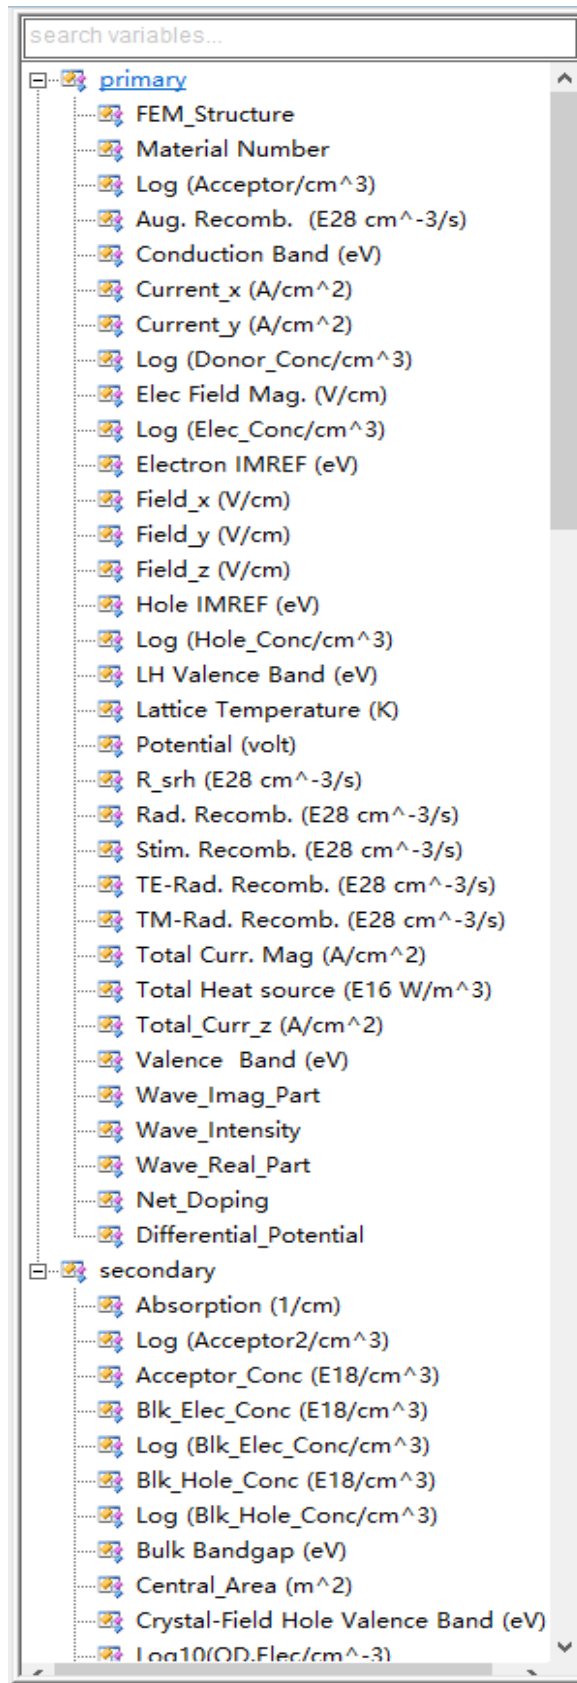 search variables...
primary
FEM_Structure
Material Number
Log (Acceptor/cm^3)
Aug. Recomb.  (E28 cm^-3/s)
Conduction Band (eV)
Current_x (A/cm^2)
Current_y (A/cm^2)
Log (Donor_Conc/cm^3)
Elec Field Mag. (V/cm)
Log (Elec_Conc/cm^3)
Electron IMREF (eV)
Field_x (V/cm)
Field_y (V/cm)
Field_z (V/cm)
Hole IMREF (eV)
Log (Hole_Conc/cm^3)
LH Valence Band (eV)
Lattice Temperature (K)
Potential (volt)
R_srh (E28 cm^-3/s)
Rad. Recomb. (E28 cm^-3/s)
Stim. Recomb. (E28 cm^-3/s)
TE-Rad. Recomb. (E28 cm^-3/s)
TM-Rad. Recomb. (E28 cm^-3/s)
Total Curr. Mag (A/cm^2)
Total Heat source (E16 W/m^3)
Total_Curr_z (A/cm^2)
Valence  Band (eV)
Wave_Imag_Part
Wave_Intensity
Wave_Real_Part
Net_Doping
Differential_Potential
secondary
Absorption (1/cm)
Log (Acceptor2/cm^3)
Acceptor_Conc (E18/cm^3)
Blk_Elec_Conc (E18/cm^3)
Log (Blk_Elec_Conc/cm^3)
Blk_Hole_Conc (E18/cm^3)
Log (Blk_Hole_Conc/cm^3)
Bulk Bandgap (eV)
Central_Area (m^2)
Crystal-Field Hole Valence Band (eV)
Log10(QD.Elec/cm^-3)